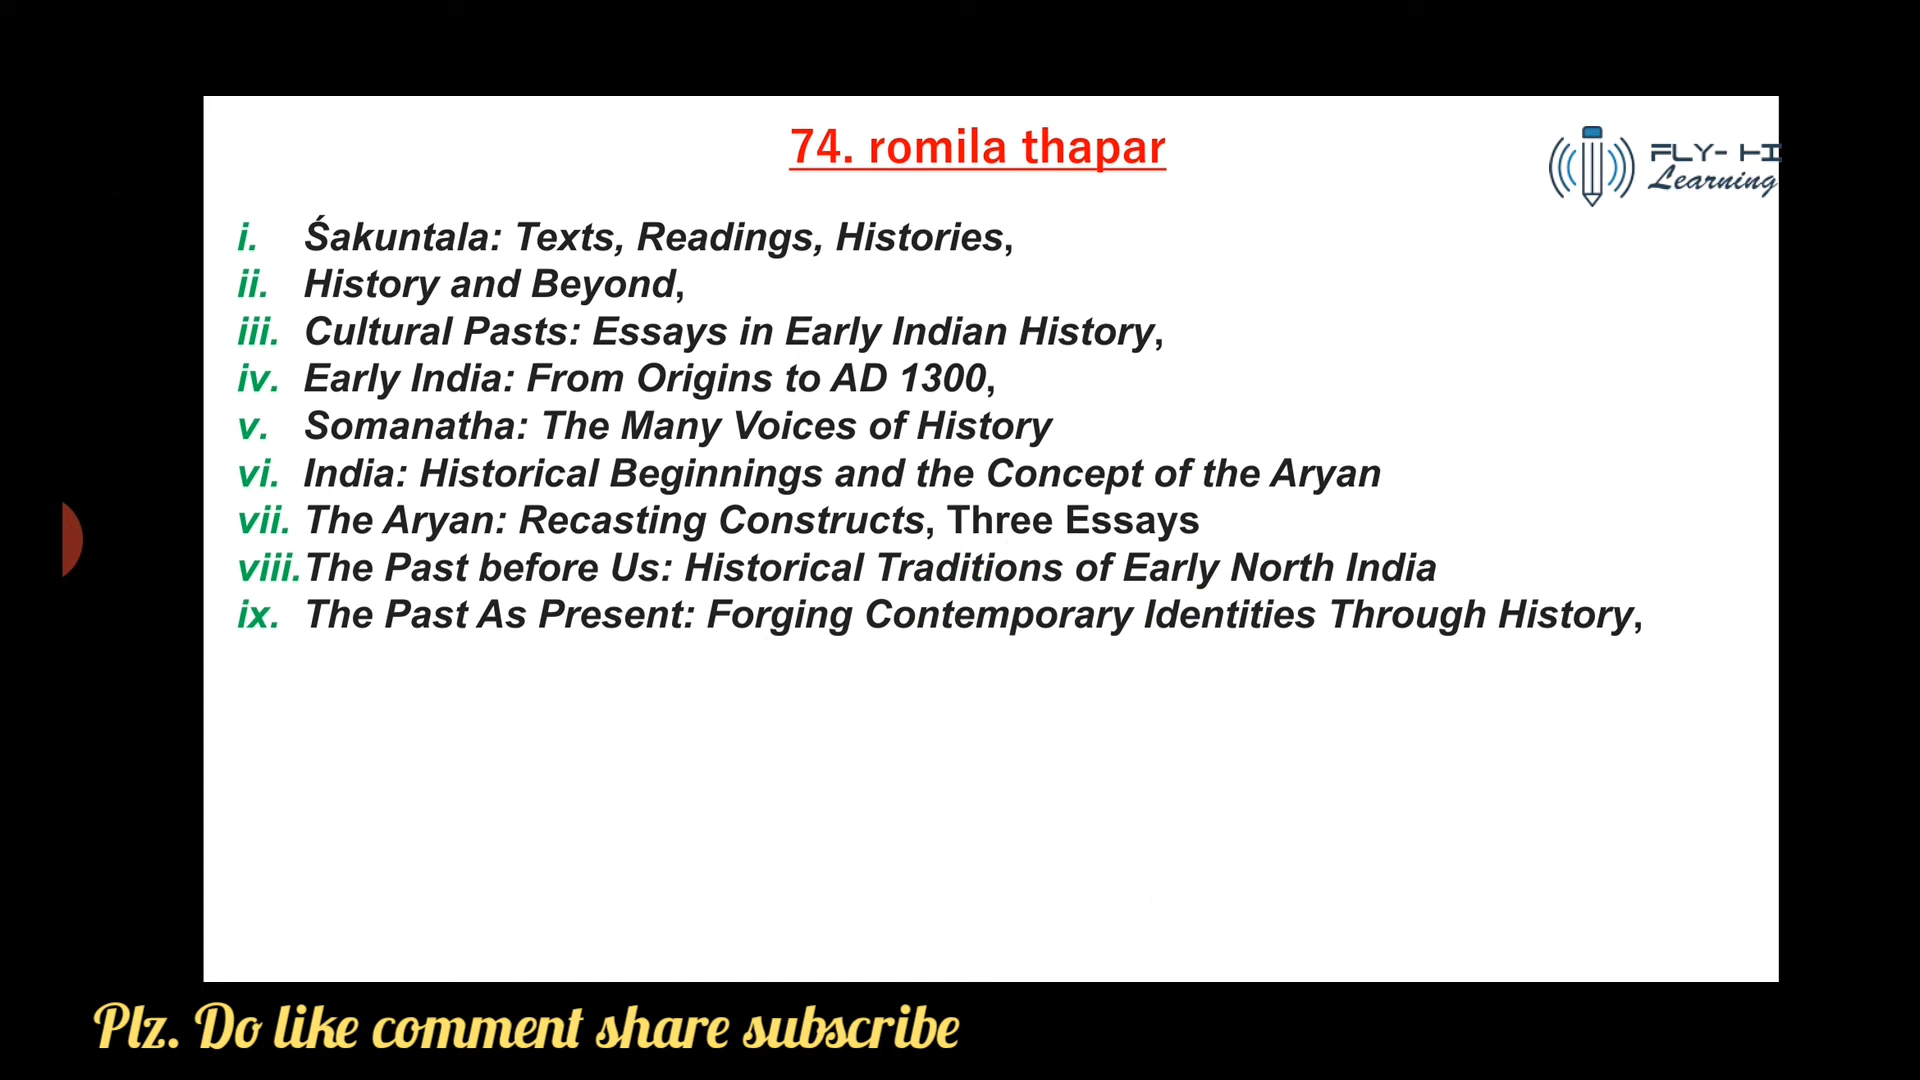 74. romila thapar
FLY- HI
Learning
i. Śakuntala: Texts, Readings, Histories,
ii. History and Beyond,
iii. Cultural Pasts: Essays in Early Indian History,
iv. Early India: From Origins to AD 1300,
v. Somanatha: The Many Voices of History
vi. India: Historical Beginnings and the Concept of the Aryan
vii. The Aryan: Recasting Constructs, Three Essays
viii. The Past before Us: Historical Traditions of Early North India
ix. The Past As Present: Forging Contemporary Identities Through History,
Plz. Do like comment share subscribe